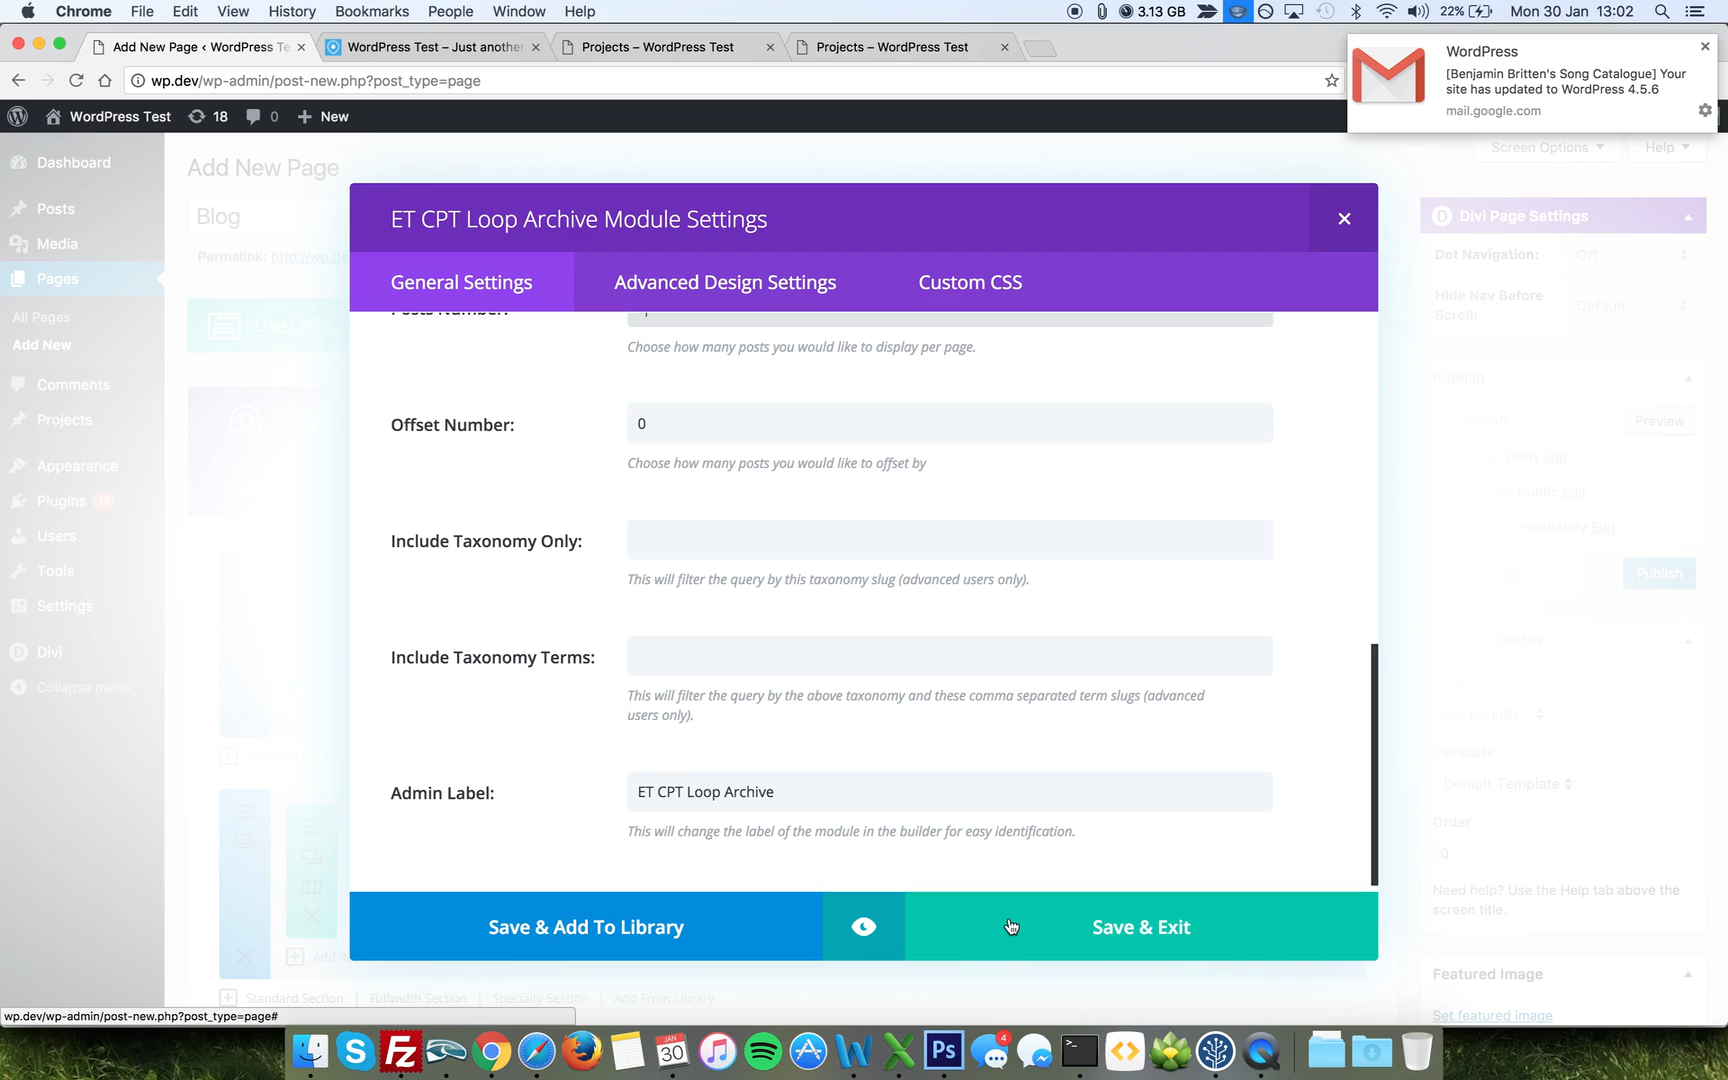 Chrome File Edit View History Bookmarks People Window Help 3.13 GB 22% Mon 30 Jan 13:02
Add New Page ‹ WordPress Te
WordPress Test – Just another
Projects – WordPress Test
Projects – WordPress Test
wp.dev/wp-admin/post-new.php?post_type=page
WordPress
[Benjamin Britten's Song Catalogue] Your
site has updated to WordPress 4.5.6
mail.google.com
WordPress Test 18 0 New
Screen Options Help
Dashboard
Posts
Media
Pages
All Pages
Add New
Comments
Projects
Appearance
Plugins 12
Users
Tools
Settings
Divi
Collapse menu
Add New Page
Blog
Permalink: http://wp.de
Use Defau
ET CPT Loop Archive Module Settings
General Settings Advanced Design Settings Custom CSS
Posts Number:
Choose how many posts you would like to display per page.
Offset Number: 0
Choose how many posts you would like to offset by
Include Taxonomy Only:
This will filter the query by this taxonomy slug (advanced users only).
Include Taxonomy Terms:
This will filter the query by the above taxonomy and these comma separated term slugs (advanced
users only).
Admin Label: ET CPT Loop Archive
This will change the label of the module in the builder for easy identification.
Save & Add To Library Save & Exit
Standard Section Fullwidth Section Specialty Section Add From Library
Divi Page Settings
Dot Navigation: Off
Hide Nav Before
Scroll:
Default
Publish
Preview
Draft Edit
Public Edit
Edit
Publish
Template
Default Template
Order
0
Need help? Use the Help tab above the
screen title.
Featured Image
Set featured image
wp.dev/wp-admin/post-new.php?post_type=page#
JAN
30
4
Ps